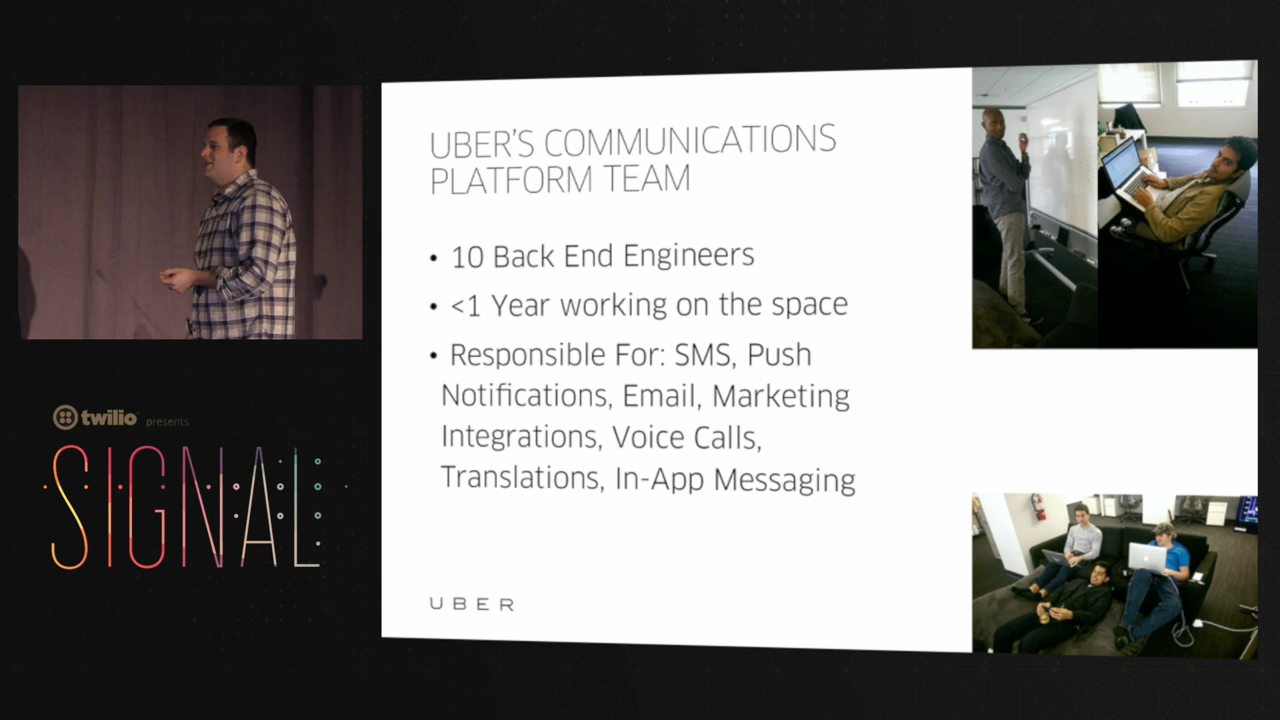 UBER'S COMMUNICATIONS
PLATFORM TEAM
• 10 Back End Engineers
• <1 Year working on the space
• Responsible For: SMS, Push
Notifications, Email, Marketing
Integrations, Voice Calls,
Translations, In-App Messaging
UBER
twilio presents
SIGNAL